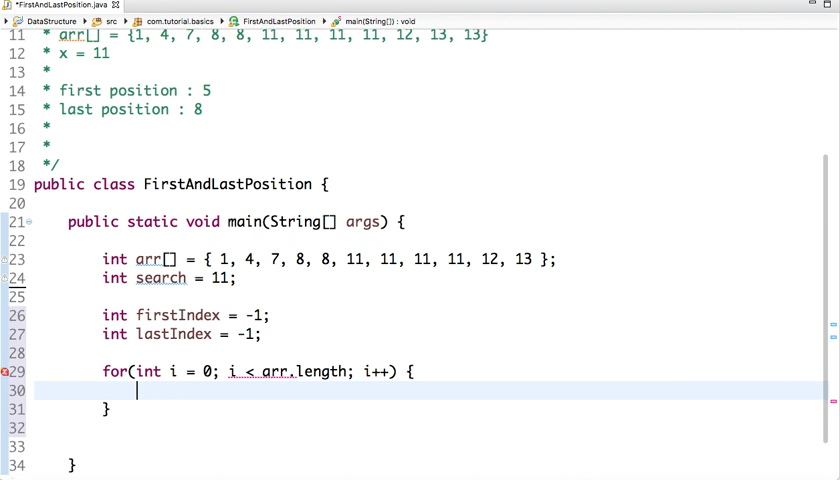 *FirstAndLastPosition.java
DataStructure src com.tutorial.basics FirstAndLastPosition main(String[]) : void
11 * arr[] = {1, 4, 7, 8, 8, 11, 11, 11, 11, 12, 13, 13}
12 * x = 11
13 *
14 * first position : 5
15 * last position : 8
16 *
17 *
18 */
19 public class FirstAndLastPosition {
20
21 public static void main(String[] args) {
22
23 int arr[] = { 1, 4, 7, 8, 8, 11, 11, 11, 11, 12, 13 };
24 int search = 11;
25
26 int firstIndex = -1;
27 int lastIndex = -1;
28
29 for(int i = 0; i < arr.length; i++) {
30
31 }
32
33
34 }